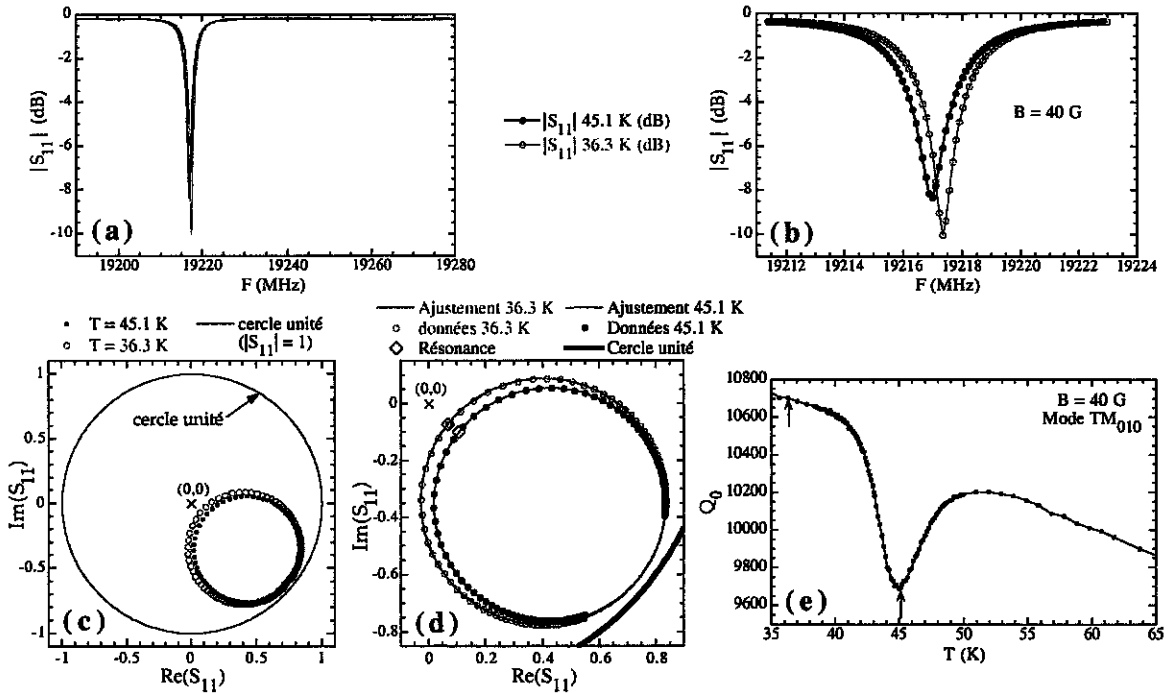 0
-2
-4
-6
-8
-10
|S11| (dB)
(a)
19200 19220 19240 19260 19280
F (MHz)
|S11| 45.1 K (dB)
|S11| 36.3 K (dB)
0
-2
-4
-6
-8
-10
|S11| (dB)
B = 40 G
(b)
19212 19214 19216 19218 19220 19222 19224
F (MHz)
T = 45.1 K
T = 36.3 K
cercle unité
(|S11| = 1)
1
0.5
0
-0.5
-1
Im(S11)
cercle unité
(0,0)
(c)
-1 -0.5 0 0.5 1
Re(S11)
Ajustement 36.3 K
données 36.3 K
Résonance
Ajustement 45.1 K
Données 45.1 K
Cercle unité
0
-0.2
-0.4
-0.6
-0.8
Im(S11)
(0,0)
(d)
0 0.2 0.4 0.6 0.8
Re(S11)
10800
10600
10400
10200
10000
9800
9600
Q0
B = 40 G
Mode TM010
(e)
35 40 45 50 55 60 65
T (K)